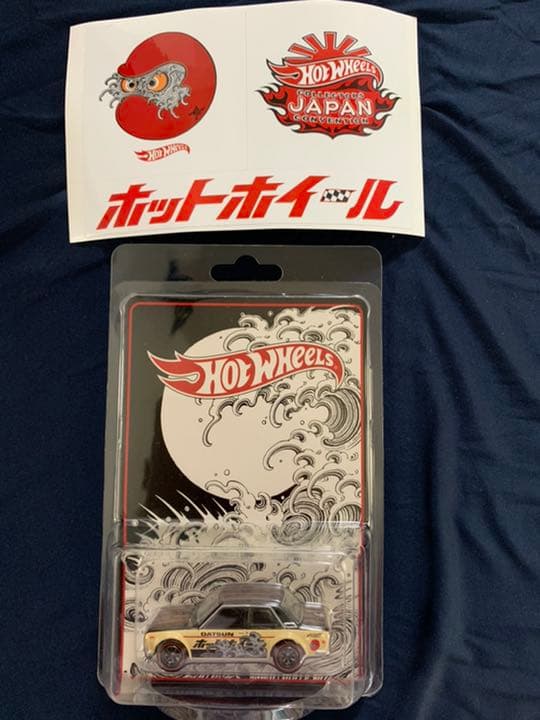 HOT WHEELS
COLLECTORS
JAPAN
CONVENTION
HOT WHEELS
ホットホイール
HOT WHEELS
DATSUN